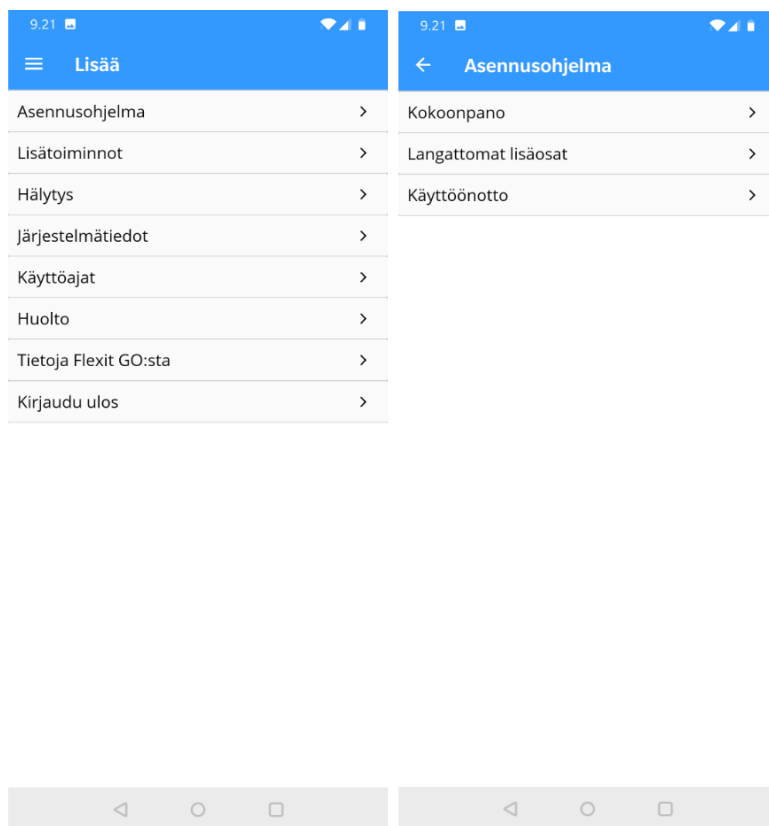 9.21
Lisää
Asennusohjelma
Lisätoiminnot
Hälytys
Järjestelmätiedot
Käyttöajat
Huolto
Tietoja Flexit GO:sta
Kirjaudu ulos
9.21
Asennusohjelma
Kokoonpano
Langattomat lisäosat
Käyttöönotto